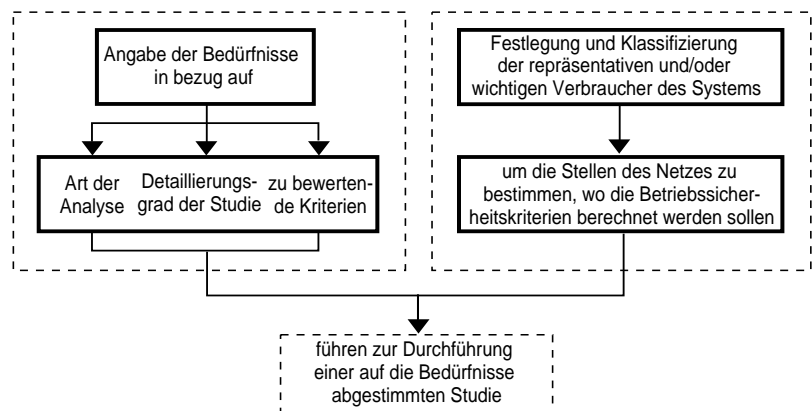 Angabe der Bedürfnisse
in bezug auf
Art der
Analyse
Detaillierungs-
grad der Studie
zu bewerten-
de Kriterien
Festlegung und Klassifizierung
der repräsentativen und/oder
wichtigen Verbraucher des Systems
um die Stellen des Netzes zu
bestimmen, wo die Betriebssicher-
heitskriterien berechnet werden sollen
führen zur Durchführung
einer auf die Bedürfnisse
abgestimmten Studie